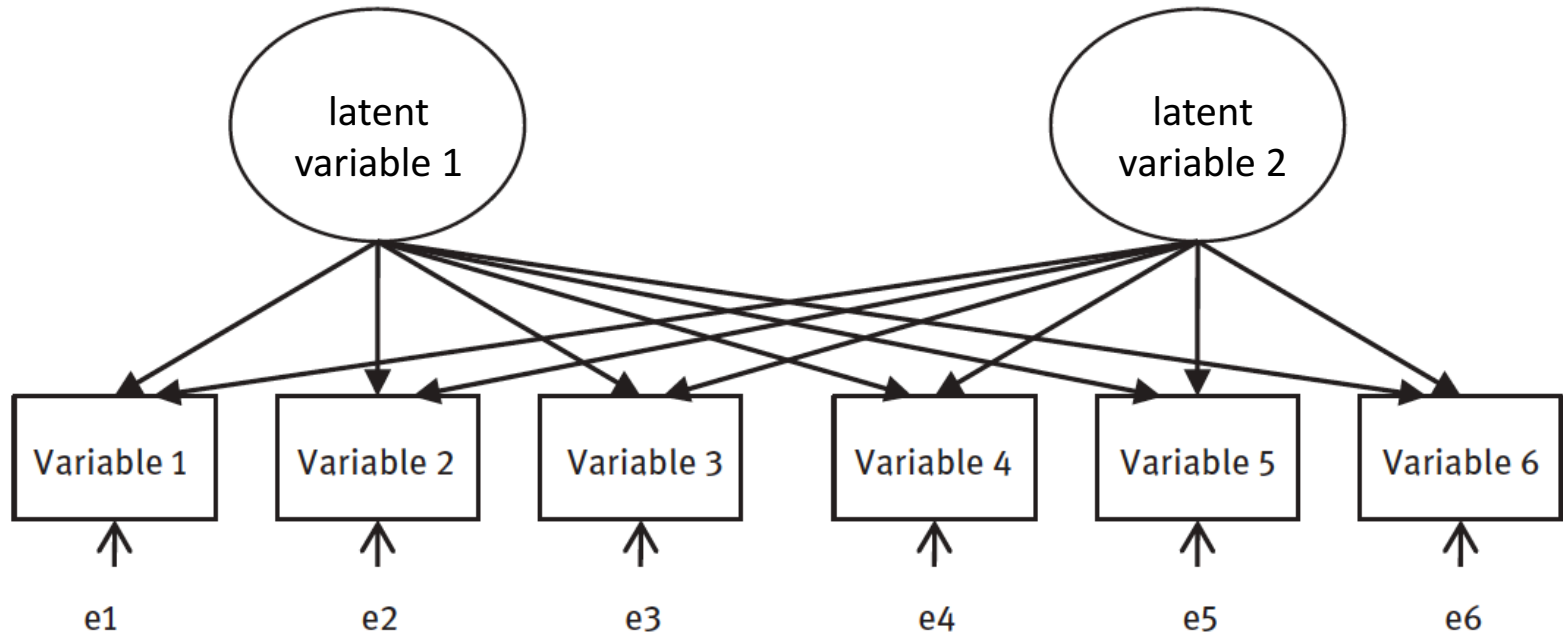 latent
variable 1
latent
variable 2
Variable 1
Variable 2
Variable 3
Variable 4
Variable 5
Variable 6
e1
e2
e3
e4
e5
e6